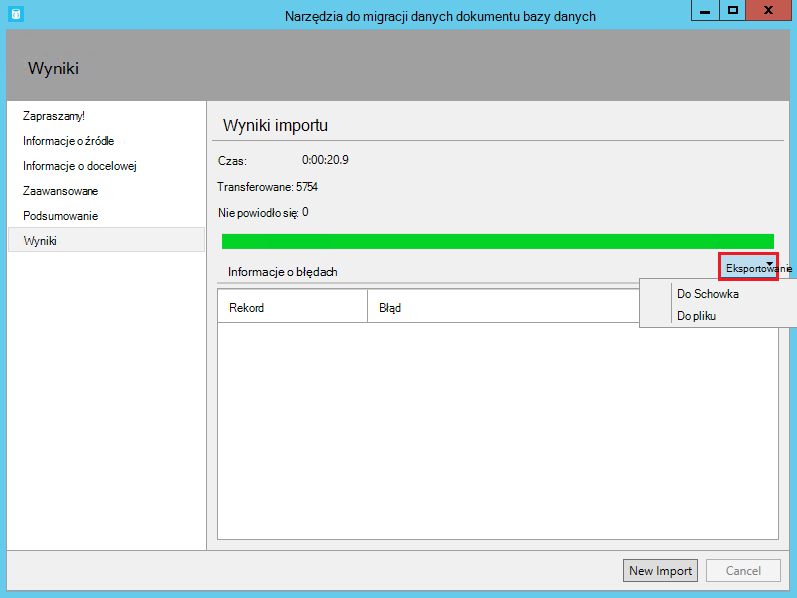 Narzędzia do migracji danych dokumentu bazy danych
X
Wyniki
Zapraszamy!
Informacje o źródle
Informacje o docelowej
Zaawansowane
Podsumowanie
Wyniki
Wyniki importu
Czas: 0:00:20.9
Transferowane: 5754
Nie powiodło się: 0
Informacje o błędach
Eksportowanie
Do Schowka
Do pliku
Rekord Błąd
New Import Cancel